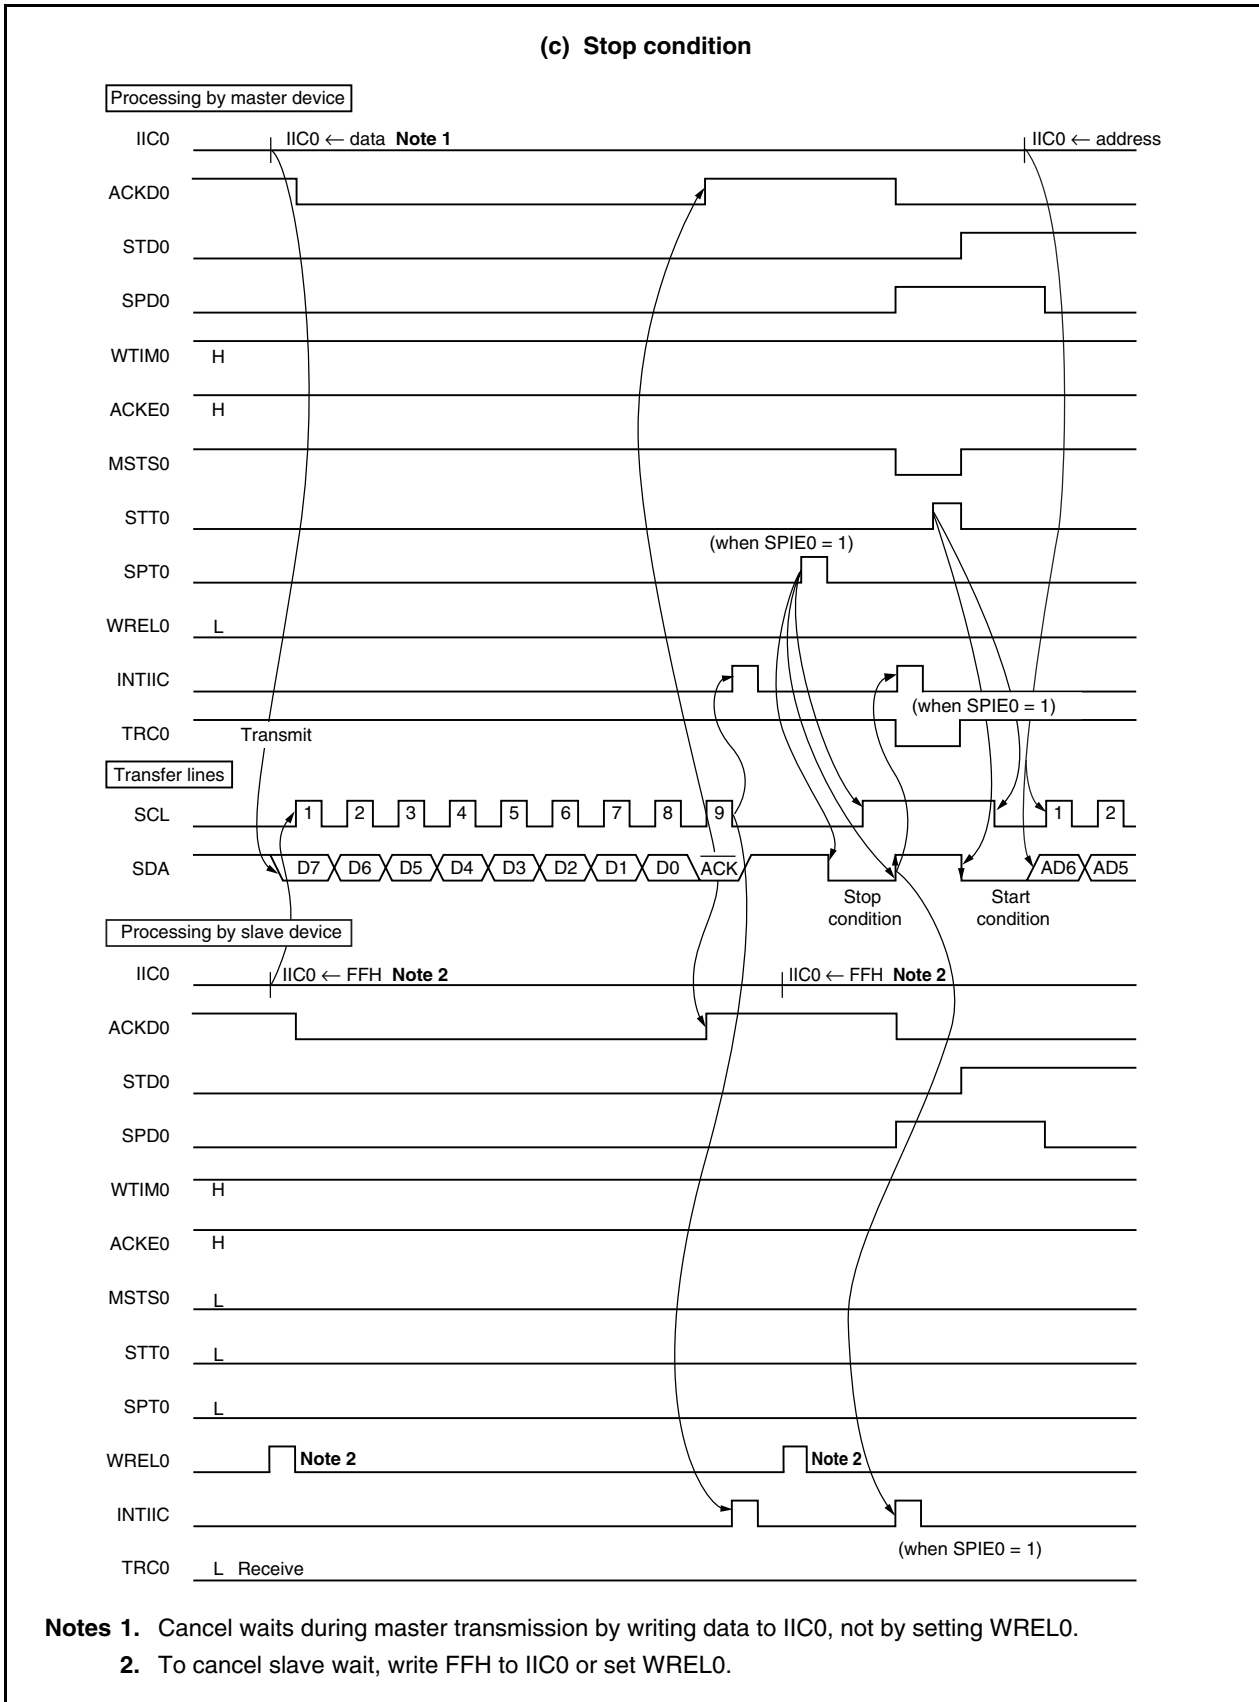 (c) Stop condition
Processing by master device
IIC0 IIC0 ← data Note 1 IIC0 ← address
ACKD0
STD0
SPD0
WTIM0 H
ACKE0 H
MSTS0
STT0
(when SPIE0 = 1)
SPT0
WREL0 L
INTIIC
(when SPIE0 = 1)
TRC0 Transmit
Transfer lines
SCL 1 2 3 4 5 6 7 8 9 1 2
SDA D7 D6 D5 D4 D3 D2 D1 D0 ACK AD6 AD5
Stop Start
condition condition
Processing by slave device
IIC0 IIC0 ← FFH Note 2 IIC0 ← FFH Note 2
ACKD0
STD0
SPD0
WTIM0 H
ACKE0 H
MSTS0 L
STT0 L
SPT0 L
WREL0 Note 2 Note 2
INTIIC
(when SPIE0 = 1)
TRC0 L Receive
Notes 1. Cancel waits during master transmission by writing data to IIC0, not by setting WREL0.
2. To cancel slave wait, write FFH to IIC0 or set WREL0.